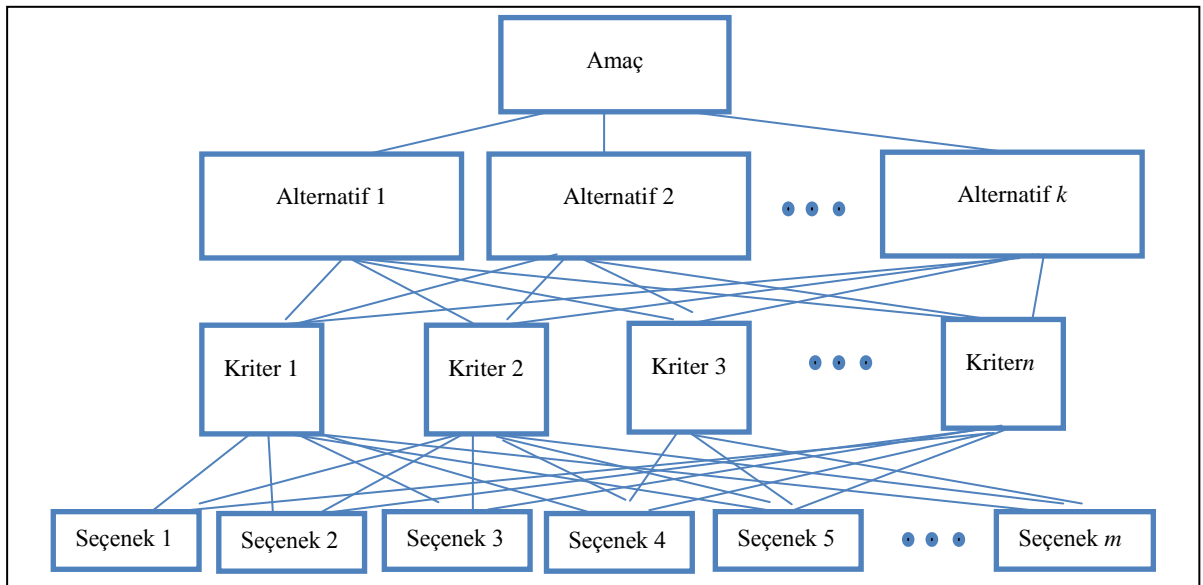 Amaç
Alternatif 1
Alternatif 2
Alternatif k
Kriter 1
Kriter 2
Kriter 3
Kritern
Seçenek 1
Seçenek 2
Seçenek 3
Seçenek 4
Seçenek 5
Seçenek m